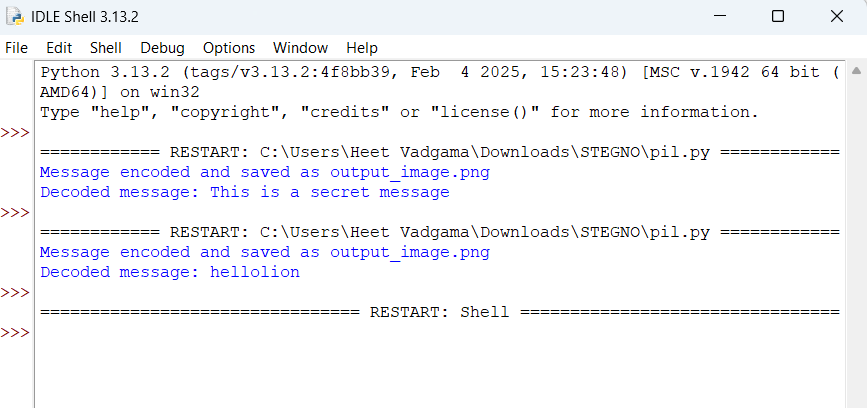 IDLE Shell 3.13.2
File Edit Shell Debug Options Window Help
Python 3.13.2 (tags/v3.13.2:4f8bb39, Feb  4 2025, 15:23:48) [MSC v.1942 64 bit (
AMD64)] on win32
Type "help", "copyright", "credits" or "license()" for more information.
>>>
============ RESTART: C:\Users\Heet Vadgama\Downloads\STEGNO\pil.py ============
Message encoded and saved as output_image.png
Decoded message: This is a secret message
>>>
============ RESTART: C:\Users\Heet Vadgama\Downloads\STEGNO\pil.py ============
Message encoded and saved as output_image.png
Decoded message: hellolion
>>>
================================ RESTART: Shell ================================
>>>